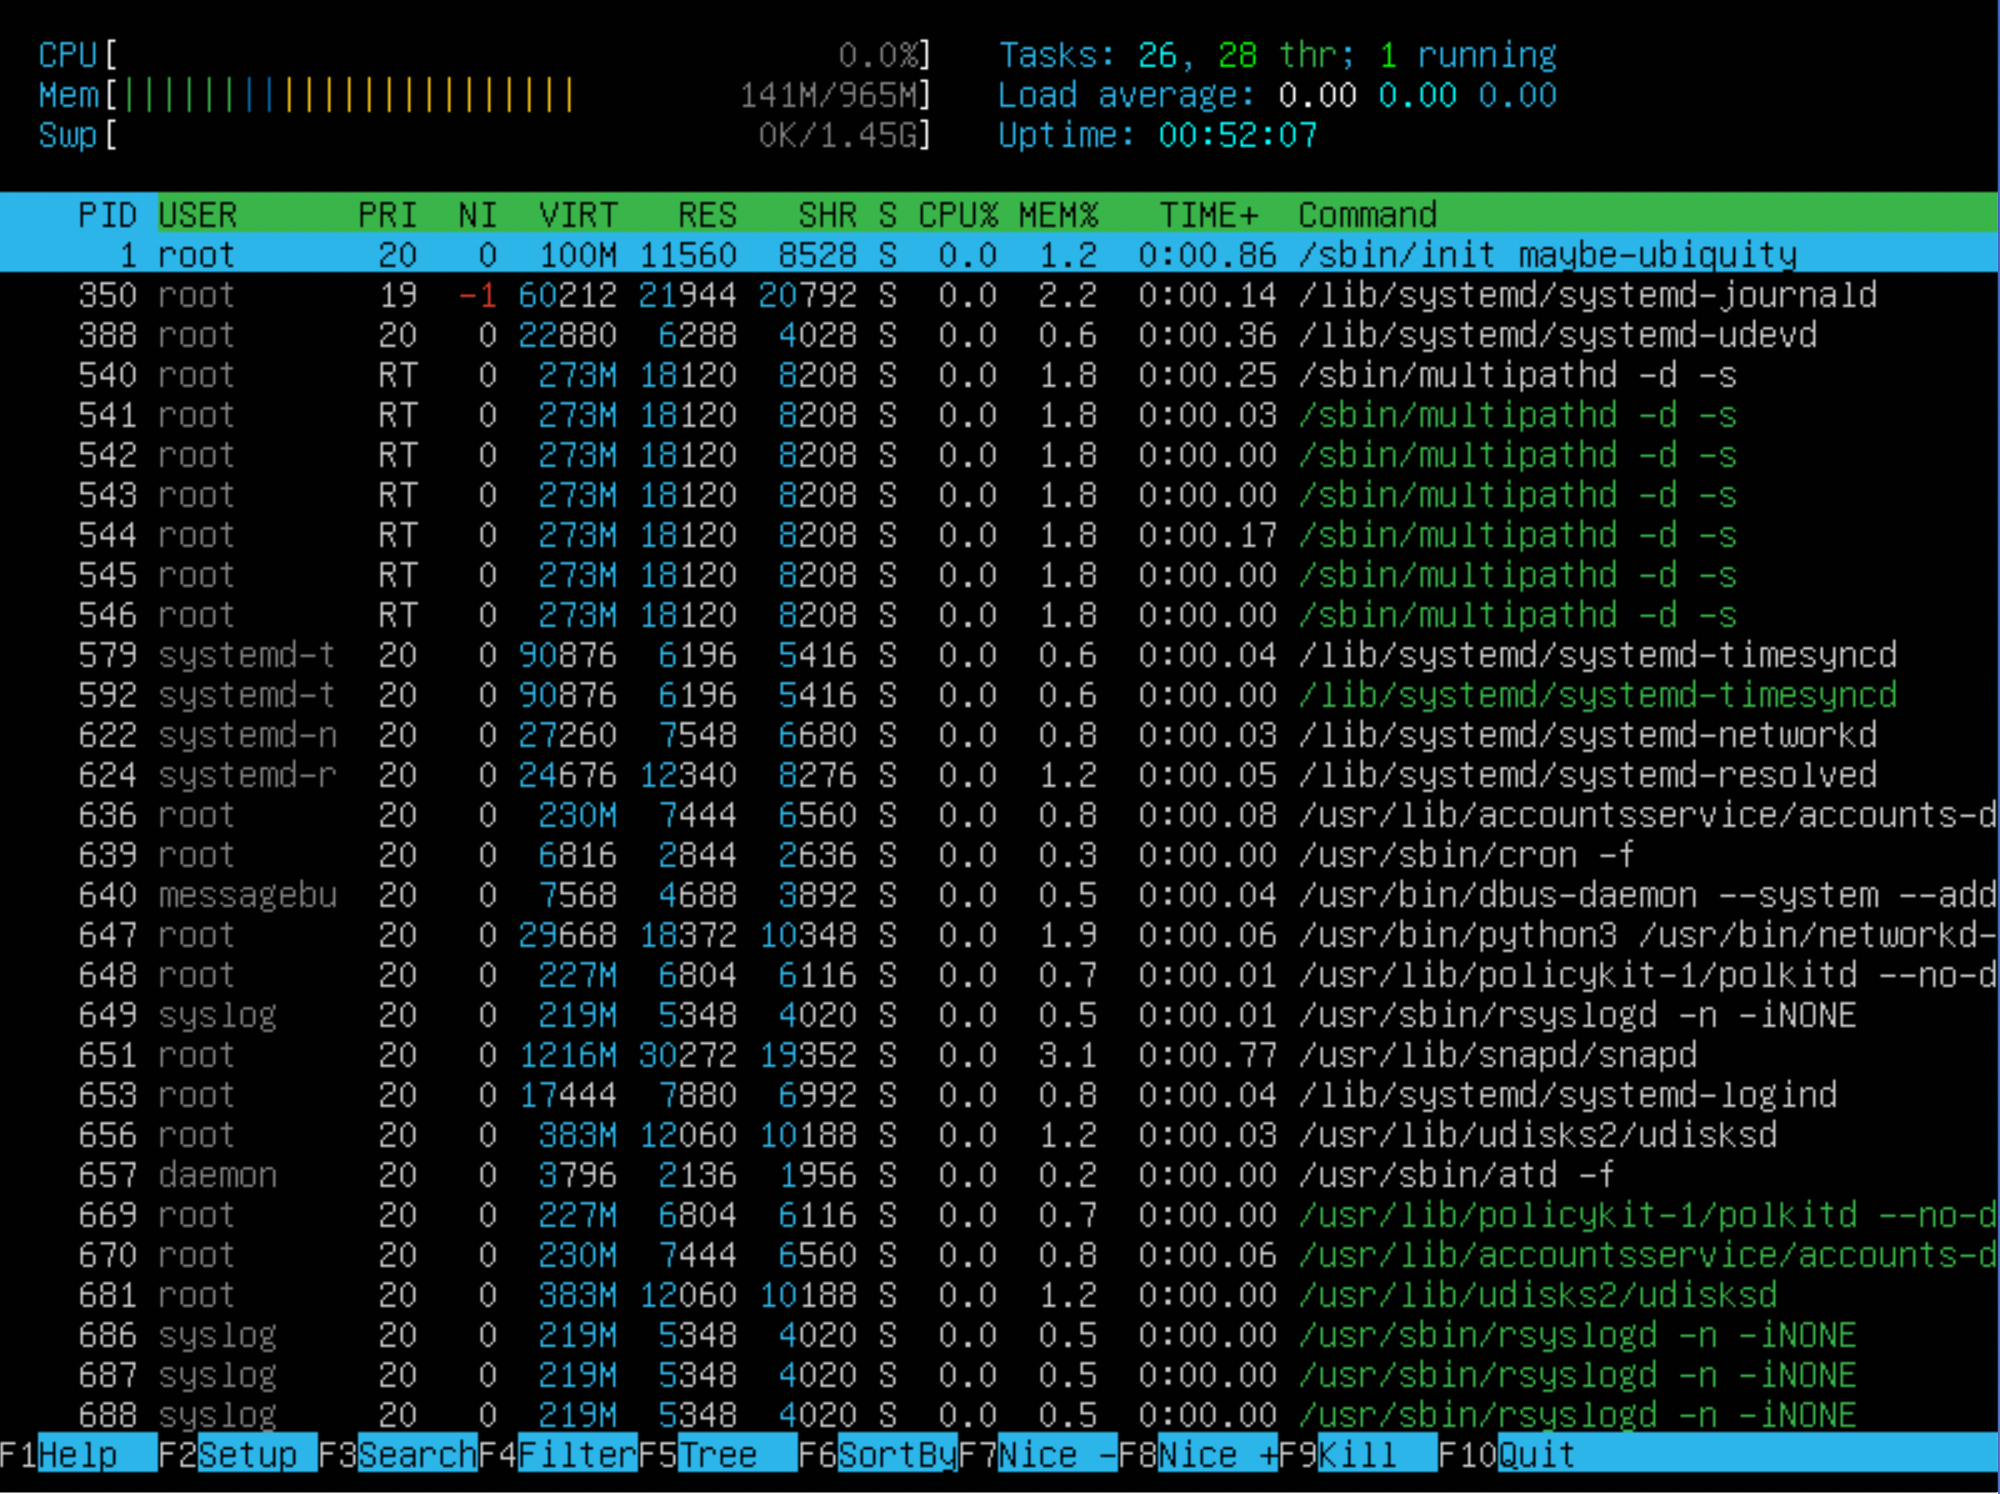 CPU[ 0.0%] Tasks: 26, 28 thr; 1 running
Mem[||||||||||||||||||||||| 141M/965M] Load average: 0.00 0.00 0.00
Swp[ 0K/1.45G] Uptime: 00:52:07
PID USER PRI NI VIRT RES SHR S CPU% MEM% TIME+ Command
1 root 20 0 100M 11560 8528 S 0.0 1.2 0:00.86 /sbin/init maybe-ubiquity
350 root 19 -1 60212 21944 20792 S 0.0 2.2 0:00.14 /lib/systemd/systemd-journald
388 root 20 0 22880 6288 4028 S 0.0 0.6 0:00.36 /lib/systemd/systemd-udevd
540 root RT 0 273M 18120 8208 S 0.0 1.8 0:00.25 /sbin/multipathd -d -s
541 root RT 0 273M 18120 8208 S 0.0 1.8 0:00.03 /sbin/multipathd -d -s
542 root RT 0 273M 18120 8208 S 0.0 1.8 0:00.00 /sbin/multipathd -d -s
543 root RT 0 273M 18120 8208 S 0.0 1.8 0:00.00 /sbin/multipathd -d -s
544 root RT 0 273M 18120 8208 S 0.0 1.8 0:00.17 /sbin/multipathd -d -s
545 root RT 0 273M 18120 8208 S 0.0 1.8 0:00.00 /sbin/multipathd -d -s
546 root RT 0 273M 18120 8208 S 0.0 1.8 0:00.00 /sbin/multipathd -d -s
579 systemd-t 20 0 90876 6196 5416 S 0.0 0.6 0:00.04 /lib/systemd/systemd-timesyncd
592 systemd-t 20 0 90876 6196 5416 S 0.0 0.6 0:00.00 /lib/systemd/systemd-timesyncd
622 systemd-n 20 0 27260 7548 6680 S 0.0 0.8 0:00.03 /lib/systemd/systemd-networkd
624 systemd-r 20 0 24676 12340 8276 S 0.0 1.2 0:00.05 /lib/systemd/systemd-resolved
636 root 20 0 230M 7444 6560 S 0.0 0.8 0:00.08 /usr/lib/accountsservice/accounts-d
639 root 20 0 6816 2844 2636 S 0.0 0.3 0:00.00 /usr/sbin/cron -f
640 messagebu 20 0 7568 4688 3892 S 0.0 0.5 0:00.04 /usr/bin/dbus-daemon --system --add
647 root 20 0 29668 18372 10348 S 0.0 1.9 0:00.06 /usr/bin/python3 /usr/bin/networkd-
648 root 20 0 227M 6804 6116 S 0.0 0.7 0:00.01 /usr/lib/policykit-1/polkitd --no-d
649 syslog 20 0 219M 5348 4020 S 0.0 0.5 0:00.01 /usr/sbin/rsyslogd -n -iNONE
651 root 20 0 1216M 30272 19352 S 0.0 3.1 0:00.77 /usr/lib/snapd/snapd
653 root 20 0 17444 7880 6992 S 0.0 0.8 0:00.04 /lib/systemd/systemd-logind
656 root 20 0 383M 12060 10188 S 0.0 1.2 0:00.03 /usr/lib/udisks2/udisksd
657 daemon 20 0 3796 2136 1956 S 0.0 0.2 0:00.00 /usr/sbin/atd -f
669 root 20 0 227M 6804 6116 S 0.0 0.7 0:00.00 /usr/lib/policykit-1/polkitd --no-d
670 root 20 0 230M 7444 6560 S 0.0 0.8 0:00.06 /usr/lib/accountsservice/accounts-d
681 root 20 0 383M 12060 10188 S 0.0 1.2 0:00.00 /usr/lib/udisks2/udisksd
686 syslog 20 0 219M 5348 4020 S 0.0 0.5 0:00.00 /usr/sbin/rsyslogd -n -iNONE
687 syslog 20 0 219M 5348 4020 S 0.0 0.5 0:00.00 /usr/sbin/rsyslogd -n -iNONE
688 syslog 20 0 219M 5348 4020 S 0.0 0.5 0:00.00 /usr/sbin/rsyslogd -n -iNONE
F1Help F2Setup F3SearchF4FilterF5Tree F6SortByF7Nice -F8Nice +F9Kill F10Quit